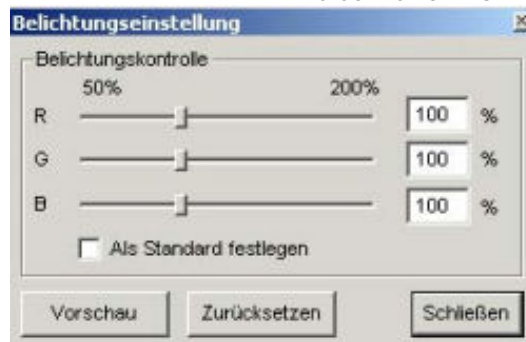 Belichtungseinstellung
Belichtungskontrolle
50% 200%
R 100 %
G 100 %
B 100 %
Als Standard festlegen
Vorschau Zurücksetzen Schließen